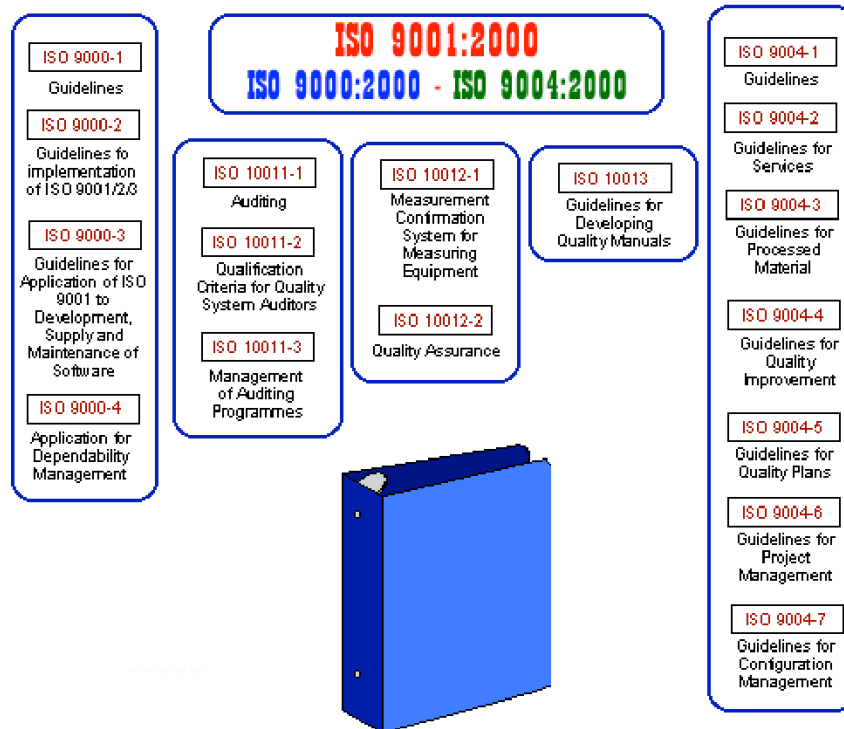 ISO 9001:2000
ISO 9000:2000 - ISO 9004:2000
ISO 9000-1
Guidelines
ISO 9000-2
Guidelines fo
implementation
of ISO 9001/2/3
ISO 9000-3
Guidelines for
Application of ISO
9001 to
Development,
Supply and
Maintenance of
Software
ISO 9000-4
Application for
Dependability
Management
ISO 10011-1
Auditing
ISO 10011-2
Qualification
Criteria for Quality
System Auditors
ISO 10011-3
Management
of Auditing
Programmes
ISO 10012-1
Measurement
Confirmation
System for
Measuring
Equipment
ISO 10012-2
Quality Assurance
ISO 10013
Guidelines for
Developing
Quality Manuals
ISO 9004-1
Guidelines
ISO 9004-2
Guidelines for
Services
ISO 9004-3
Guidelines for
Processed
Material
ISO 9004-4
Guidelines for
Quality
Improvement
ISO 9004-5
Guidelines for
Quality Plans
ISO 9004-6
Guidelines for
Project
Management
ISO 9004-7
Guidelines for
Configuration
Management